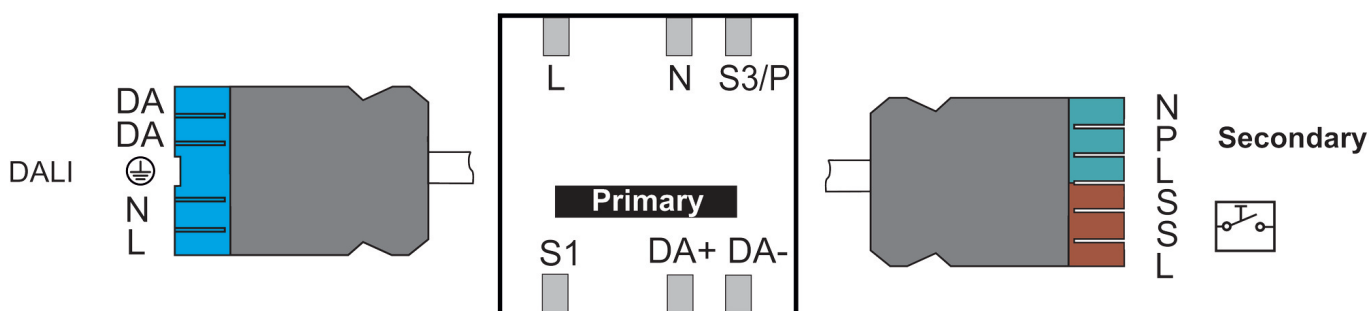 DALI
DA
DA
N
L
L N S3/P
Primary
S1 DA+ DA-
N
P
L
S
S
L
Secondary